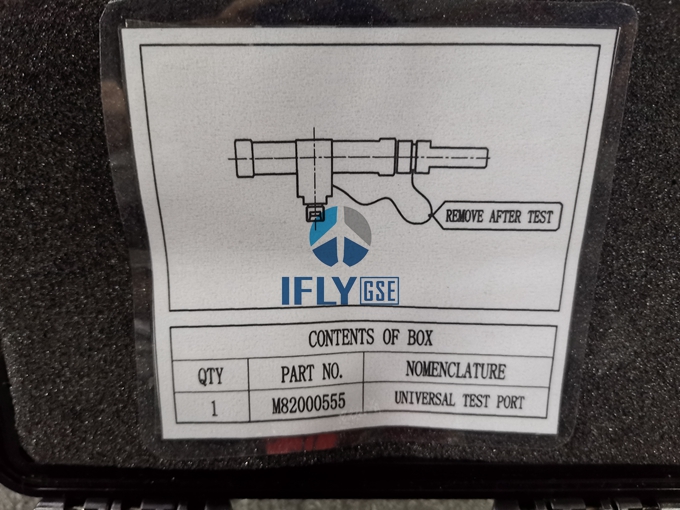 REMOVE AFTER TEST
IFLY GSE
CONTENTS OF BOX
QTY PART NO. NOMENCLATURE
1 M82000555 UNIVERSAL TEST PORT